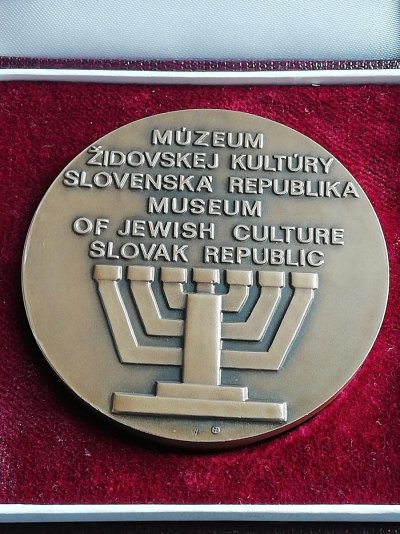 MÚZEUM
ŽIDOVSKEJ KULTÚRY
SLOVENSKÁ REPUBLIKA
MUSEUM
OF JEWISH CULTURE
SLOVAK REPUBLIC